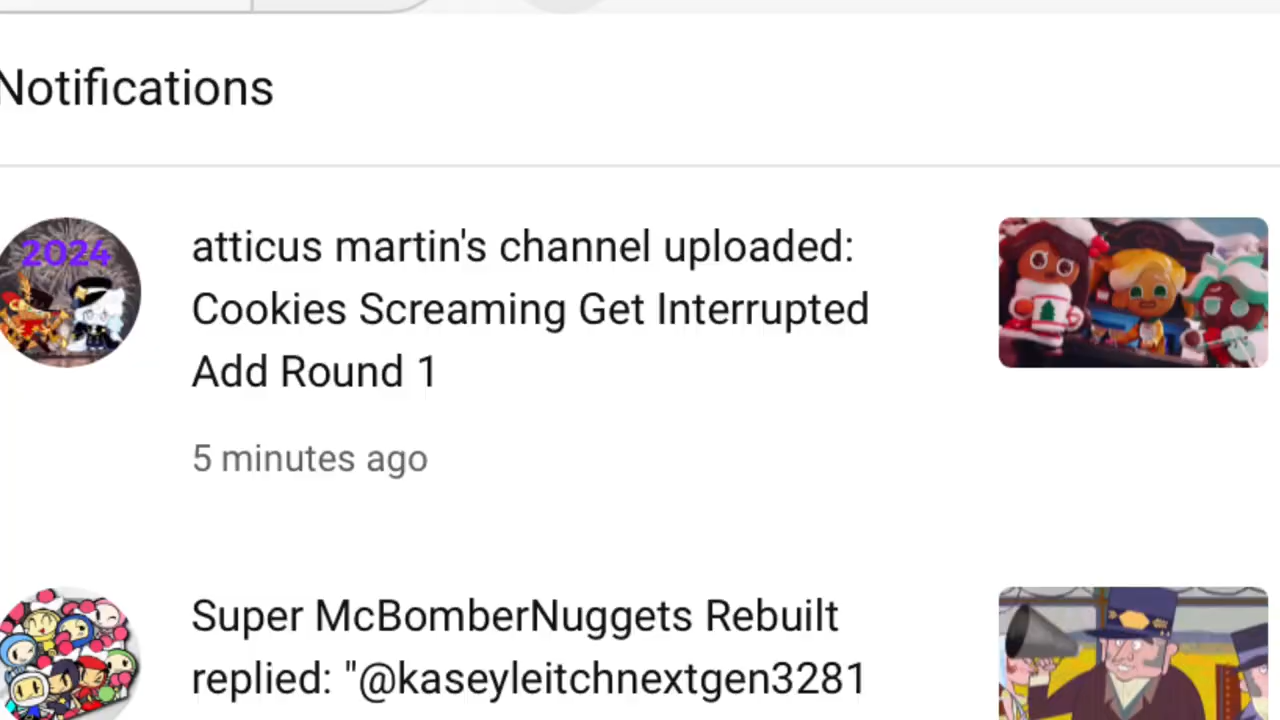 Notifications
2024
atticus martin's channel uploaded:
Cookies Screaming Get Interrupted
Add Round 1
5 minutes ago
Super McBomberNuggets Rebuilt
replied: "@kaseyleitchnextgen3281